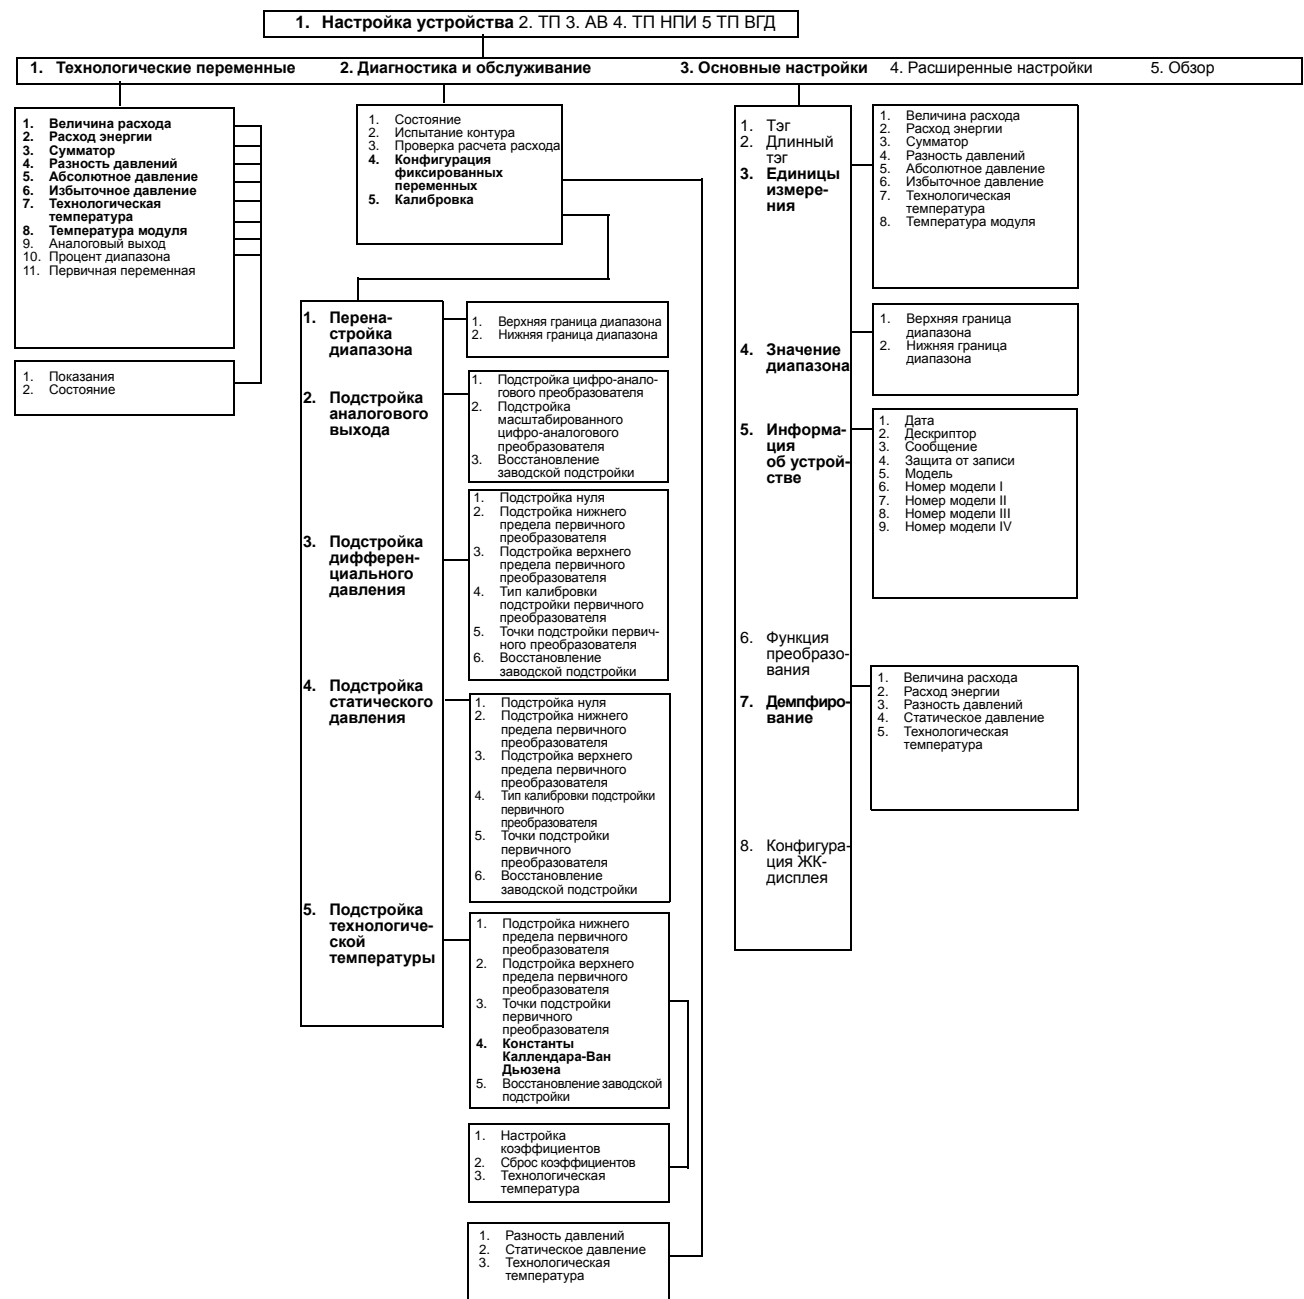 1. Настройка устройства 2. ТП 3. АВ 4. ТП НПИ 5 ТП ВГД
1. Технологические переменные 2. Диагностика и обслуживание 3. Основные настройки 4. Расширенные настройки 5. Обзор
1. Величина расхода
2. Расход энергии
3. Сумматор
4. Разность давлений
5. Абсолютное давление
6. Избыточное давление
7. Технологическая
температура
8. Температура модуля
9. Аналоговый выход
10. Процент диапазона
11. Первичная переменная
1. Показания
2. Состояние
1. Состояние
2. Испытание контура
3. Проверка расчета расхода
4. Конфигурация
фиксированных
переменных
5. Калибровка
1. Перена-
стройка
диапазона
2. Подстройка
аналогового
выхода
3. Подстройка
дифферен-
циального
давления
4. Подстройка
статического
давления
5. Подстройка
технологиче-
ской
температуры
1. Верхняя граница диапазона
2. Нижняя граница диапазона
1. Подстройка цифро-анало-
гового преобразователя
2. Подстройка
масштабированного
цифро-аналогового
преобразователя
3. Восстановление
заводской подстройки
1. Подстройка нуля
2. Подстройка нижнего
предела первичного
преобразователя
3. Подстройка верхнего
предела первичного
преобразователя
4. Тип калибровки
подстройки первичного
преобразователя
5. Точки подстройки первич-
ного преобразователя
6. Восстановление
заводской подстройки
1. Подстройка нуля
2. Подстройка нижнего
предела первичного
преобразователя
3. Подстройка верхнего
предела первичного
преобразователя
4. Тип калибровки подстройки
первичного
преобразователя
5. Точки подстройки
первичного
преобразователя
6. Восстановление
заводской подстройки
1. Подстройка нижнего
предела первичного
преобразователя
2. Подстройка верхнего
предела первичного
преобразователя
3. Точки подстройки
первичного
преобразователя
4. Константы
Каллендара-Ван
Дьюзена
5. Восстановление заводской
подстройки
1. Настройка
коэффициентов
2. Сброс коэффициентов
3. Технологическая
температура
1. Разность давлений
2. Статическое давление
3. Технологическая
температура
1. Тэг
2. Длинный
тэг
3. Единицы
измере-
ния
4. Значение
диапазона
5. Информа-
ция
об устрой-
стве
6. Функция
преобразо-
вания
7. Демпфиро-
вание
8. Конфигура-
ция ЖК-
дисплея
1. Величина расхода
2. Расход энергии
3. Сумматор
4. Разность давлений
5. Абсолютное давление
6. Избыточное давление
7. Технологическая
температура
8. Температура модуля
1. Верхняя граница
диапазона
2. Нижняя граница
диапазона
1. Дата
2. Дескриптор
3. Сообщение
4. Защита от записи
5. Модель
6. Номер модели I
7. Номер модели II
8. Номер модели III
9. Номер модели IV
1. Величина расхода
2. Расход энергии
3. Разность давлений
4. Статическое давление
5. Технологическая
температура